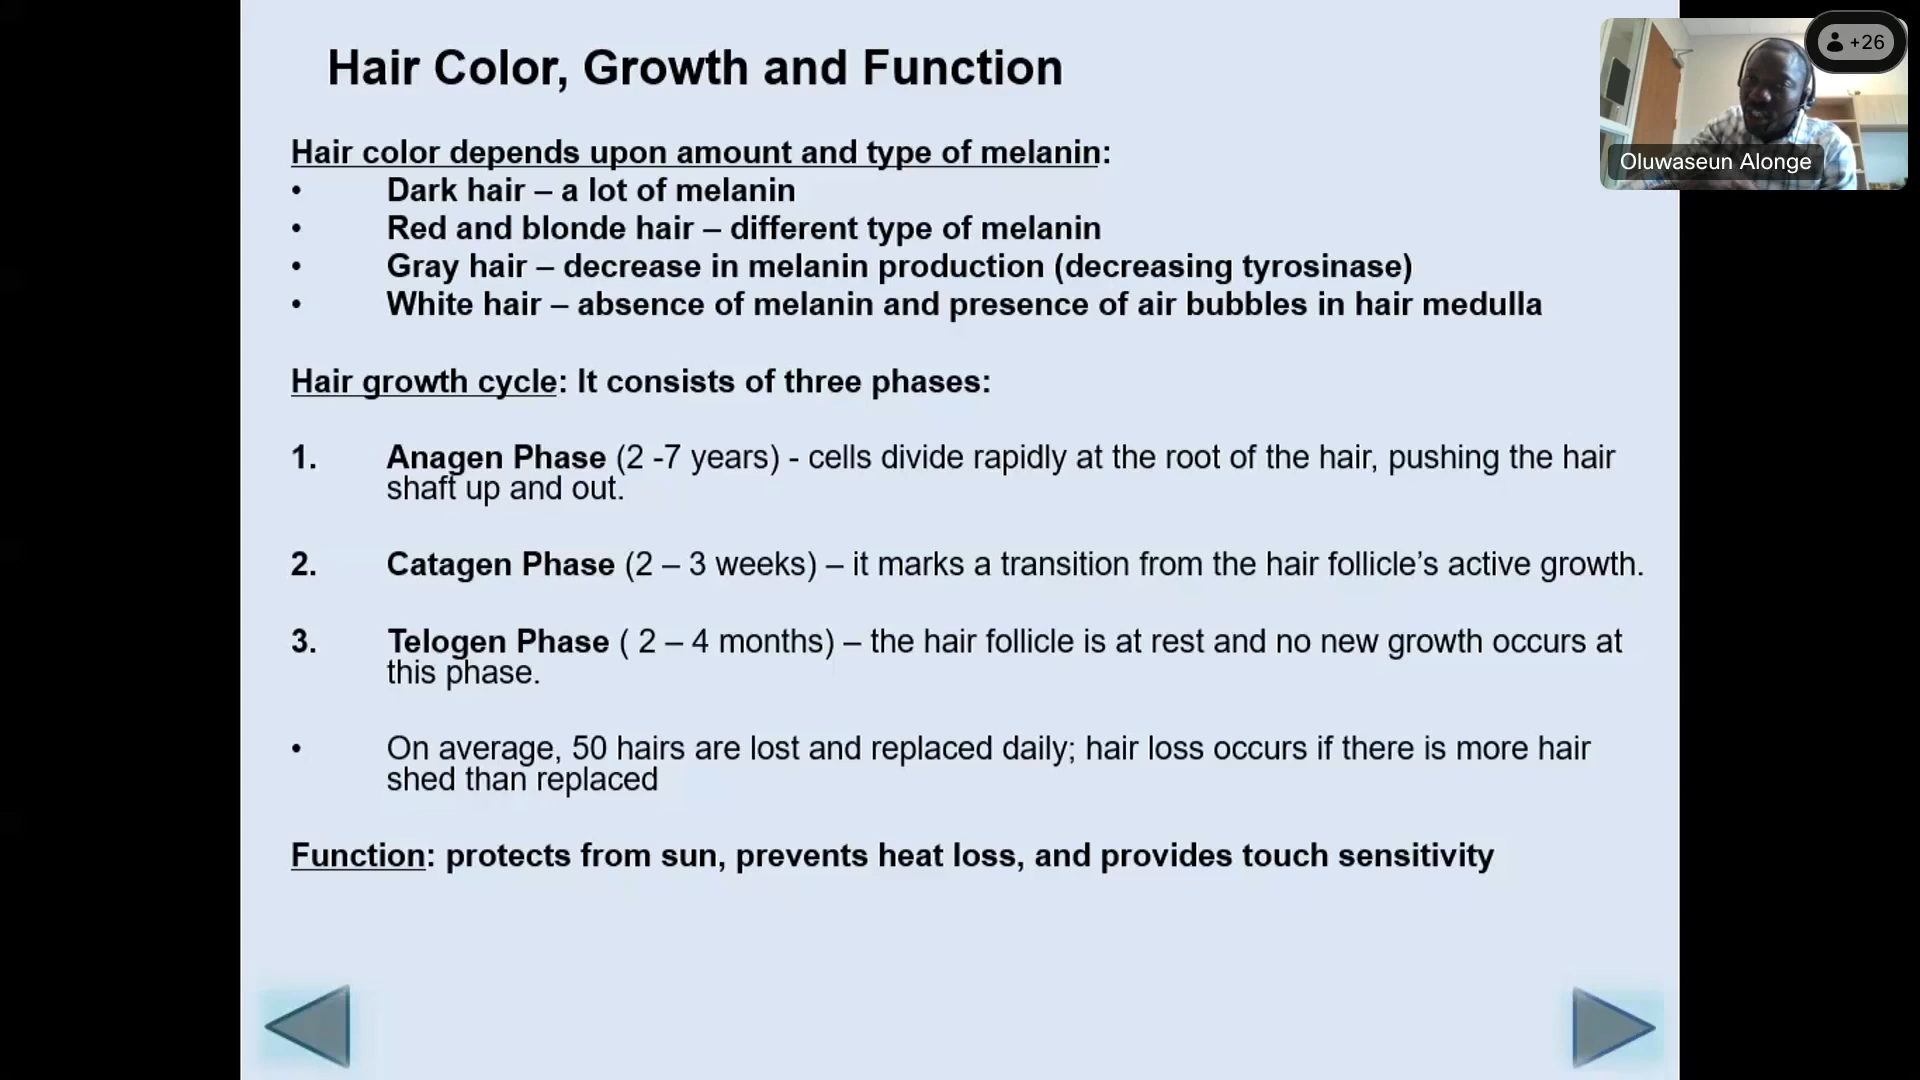 Hair Color, Growth and Function
+26
Oluwaseun Alonge
Hair color depends upon amount and type of melanin:
• Dark hair – a lot of melanin
• Red and blonde hair – different type of melanin
• Gray hair – decrease in melanin production (decreasing tyrosinase)
• White hair – absence of melanin and presence of air bubbles in hair medulla
Hair growth cycle: It consists of three phases:
1. Anagen Phase (2 -7 years) - cells divide rapidly at the root of the hair, pushing the hair
shaft up and out.
2. Catagen Phase (2 – 3 weeks) – it marks a transition from the hair follicle’s active growth.
3. Telogen Phase ( 2 – 4 months) – the hair follicle is at rest and no new growth occurs at
this phase.
• On average, 50 hairs are lost and replaced daily; hair loss occurs if there is more hair
shed than replaced
Function: protects from sun, prevents heat loss, and provides touch sensitivity